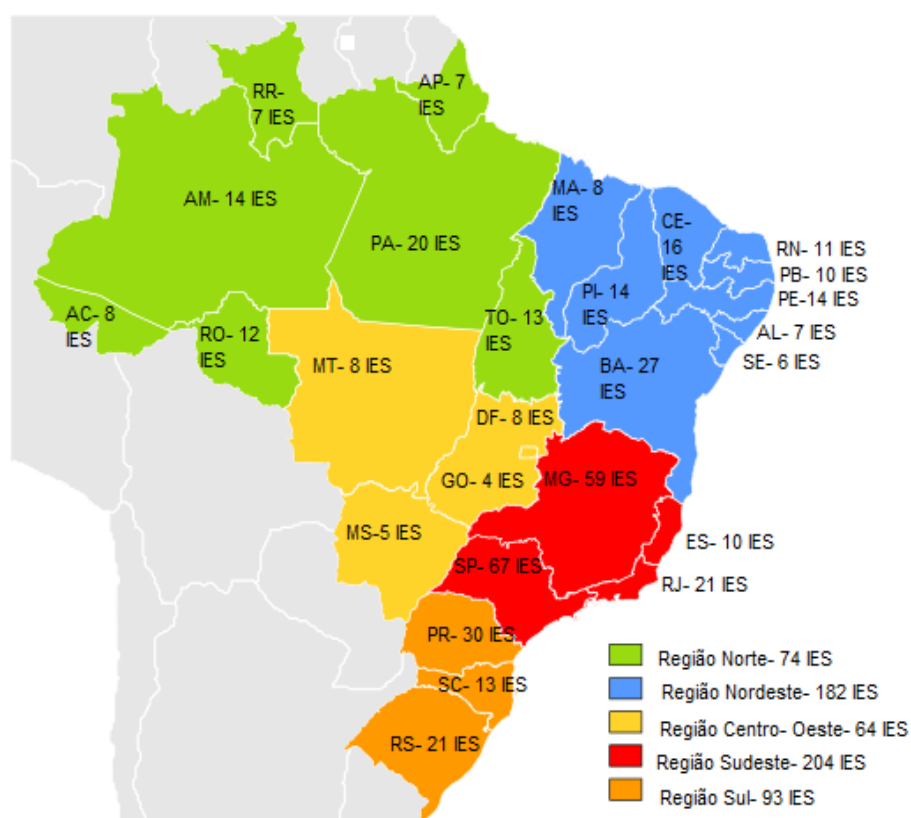 RR-
7 IES
AP- 7
IES
AM- 14 IES
PA- 20 IES
MA- 8
IES
CE-
16
IES
RN- 11 IES
PB- 10 IES
PE-14 IES
AL- 7 IES
SE- 6 IES
PI- 14
IES
AC- 8
IES
RO- 12
IES
TO- 13
IES
MT- 8 IES
BA- 27
IES
DF- 8 IES
GO- 4 IES
MG- 59 IES
MS-5 IES
ES- 10 IES
SP- 67 IES
RJ- 21 IES
PR- 30 IES
SC- 13 IES
RS- 21 IES
Região Norte- 74 IES
Região Nordeste- 182 IES
Região Centro- Oeste- 64 IES
Região Sudeste- 204 IES
Região Sul- 93 IES